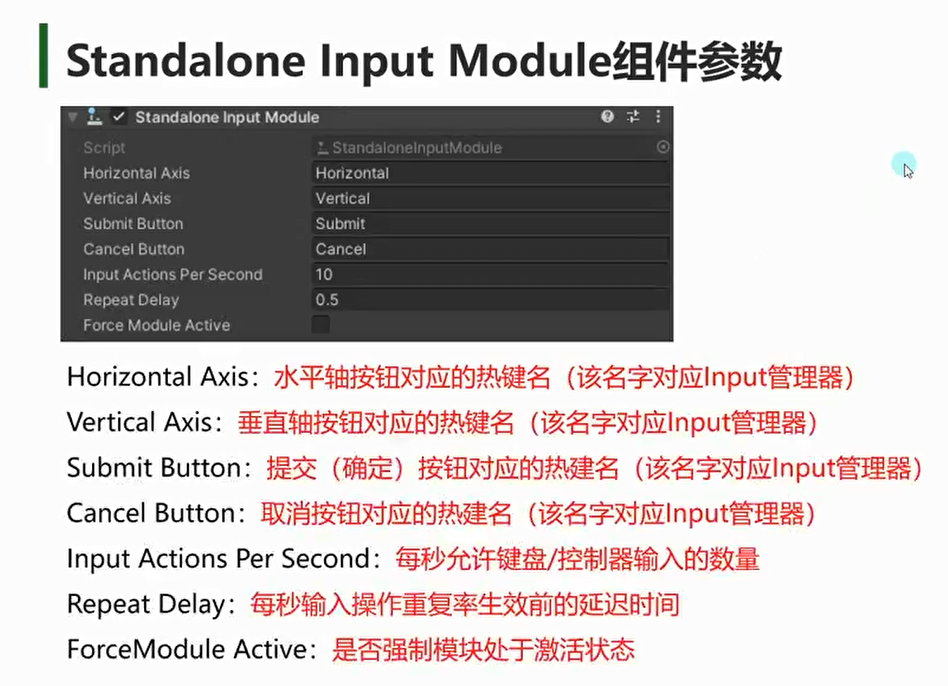 Standalone Input Module组件参数
Standalone Input Module
Script StandaloneInputModule
Horizontal Axis Horizontal
Vertical Axis Vertical
Submit Button Submit
Cancel Button Cancel
Input Actions Per Second 10
Repeat Delay 0.5
Force Module Active
Horizontal Axis：水平轴按钮对应的热键名（该名字对应Input管理器）
Vertical Axis：垂直轴按钮对应的热键名（该名字对应Input管理器）
Submit Button：提交（确定）按钮对应的热建名（该名字对应Input管理器）
Cancel Button：取消按钮对应的热建名（该名字对应Input管理器）
Input Actions Per Second：每秒允许键盘/控制器输入的数量
Repeat Delay：每秒输入操作重复率生效前的延迟时间
ForceModule Active：是否强制模块处于激活状态